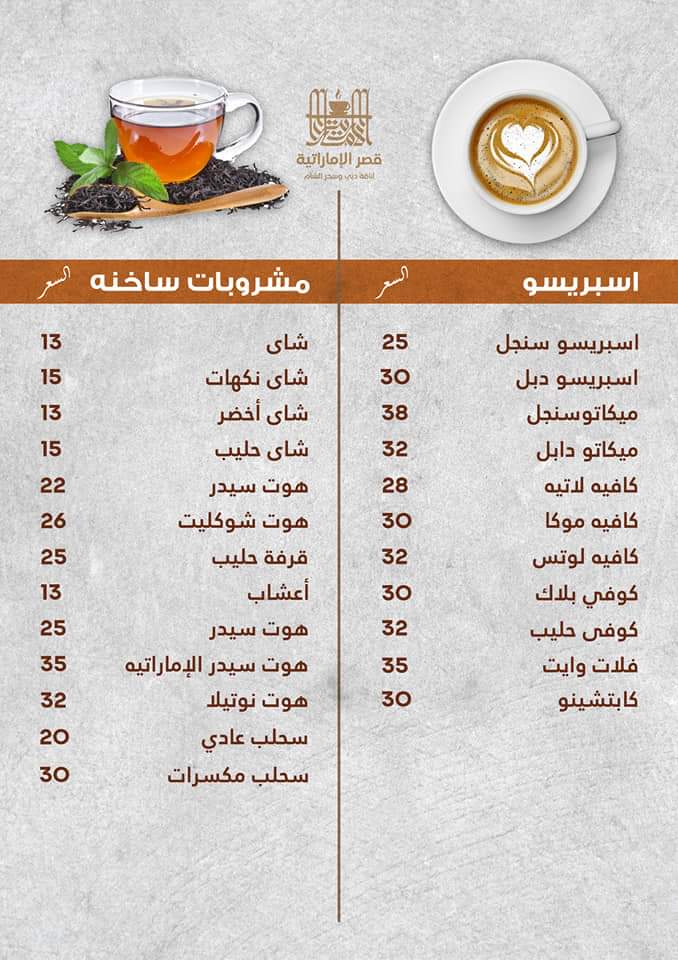 قصر الإماراتية
اناقة دبي وسحر الشام
اسبريسو السعر
اسبريسو سنجل 25
اسبريسو دبل 30
ميكاتوسنجل 38
ميكاتو دابل 32
كافيه لاتيه 28
كافيه موكا 30
كافيه لوتس 32
كوفي بلاك 30
كوفى حليب 32
فلات وايت 35
كابتشينو 30
مشروبات ساخنه السعر
شاى 13
شاى نكهات 15
شاى أخضر 13
شاى حليب 15
هوت سيدر 22
هوت شوكليت 26
قرفة حليب 25
أعشاب 13
هوت سيدر 25
هوت سيدر الإماراتيه 35
هوت نوتيلا 32
سحلب عادي 20
سحلب مكسرات 30